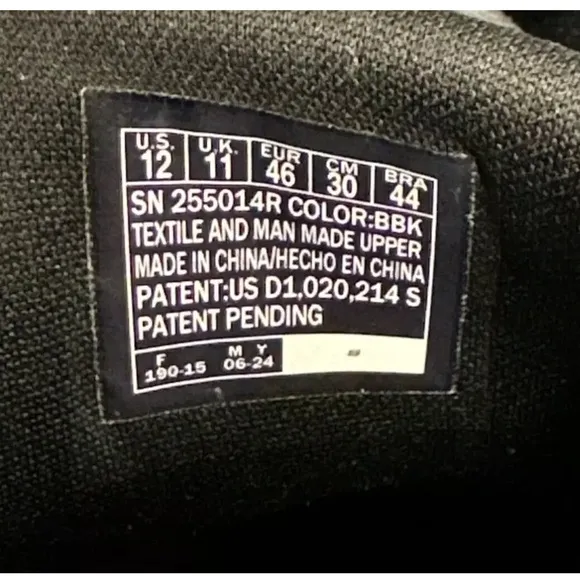 U.S. U.K. EUR CM BRA
12 11 46 30 44
SN 255014R COLOR:BBK
TEXTILE AND MAN MADE UPPER
MADE IN CHINA/HECHO EN CHINA
PATENT:US D1,020,214 S
PATENT PENDING
F M Y
190-15 06-24